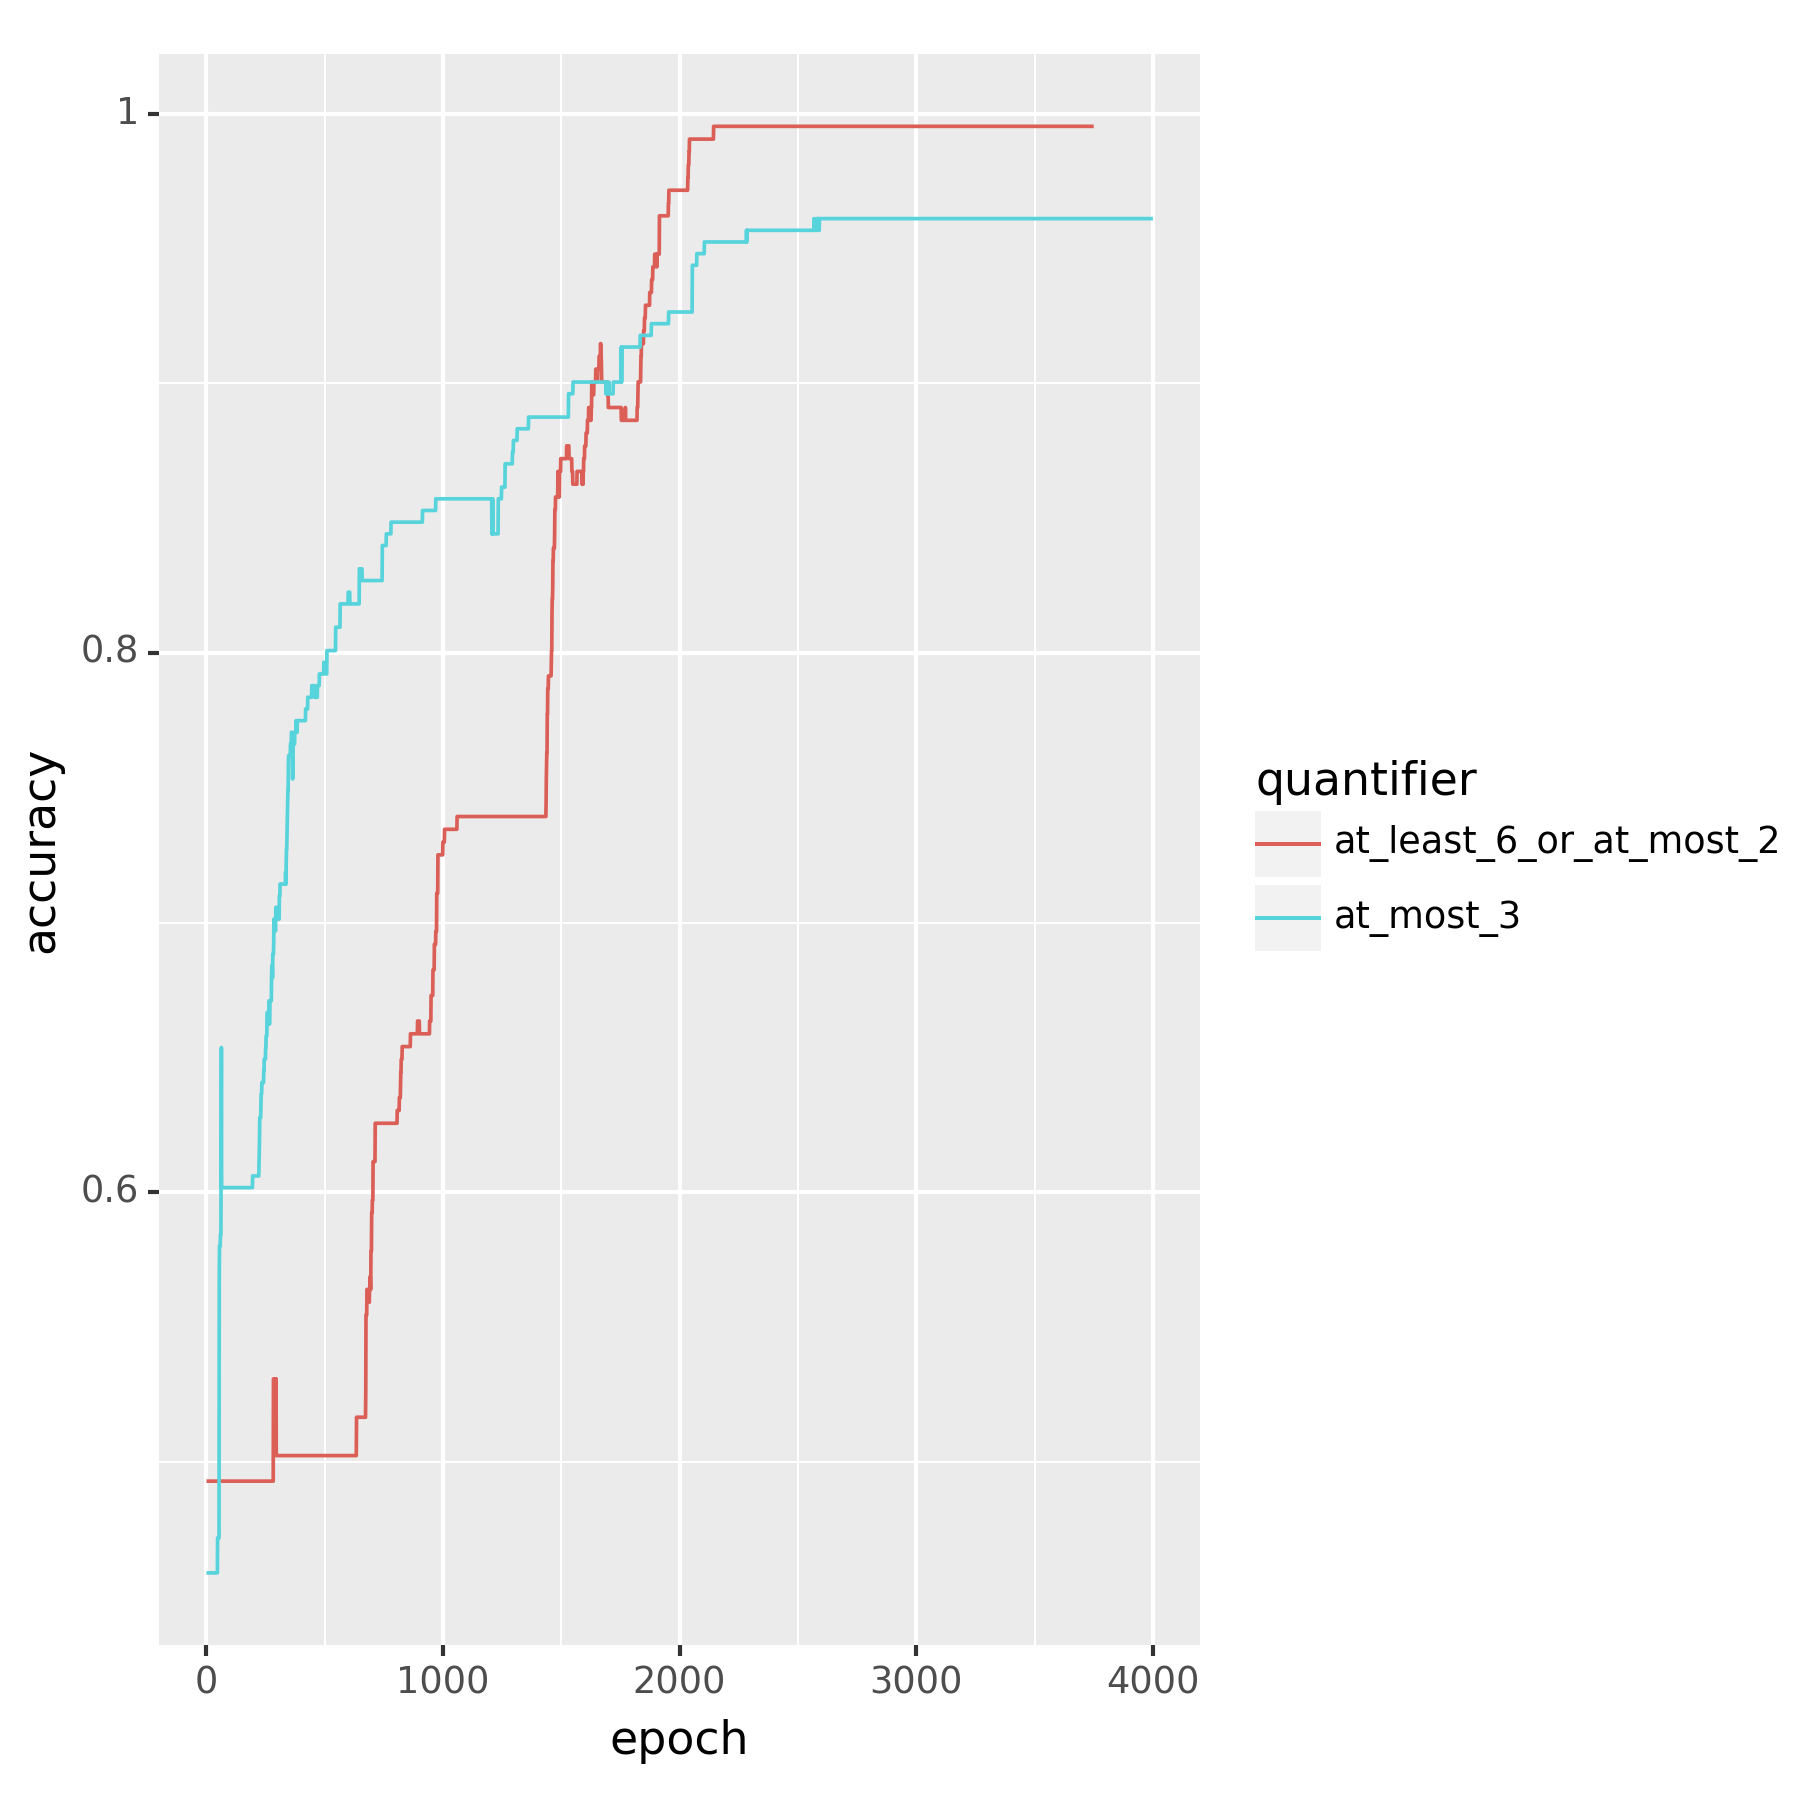 1
0.8
0.6
accuracy
0 1000 2000 3000 4000
epoch
quantifier
at_least_6_or_at_most_2
at_most_3